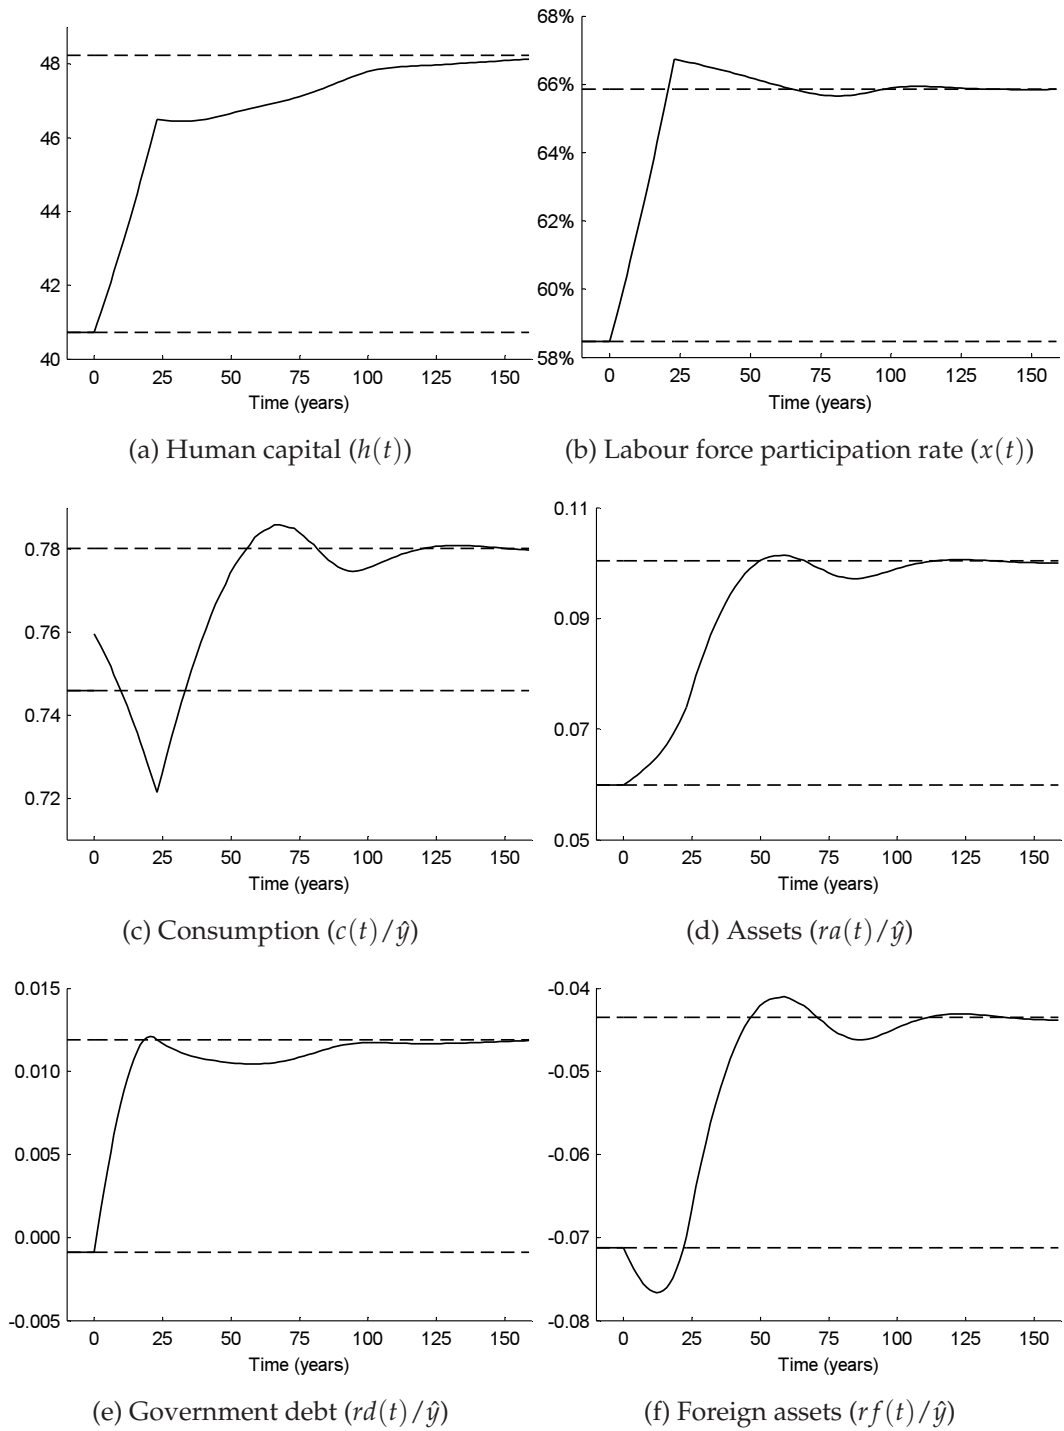 48
46
44
42
40
0 25 50 75 100 125 150
Time (years)
(a) Human capital (h(t))
68%
66%
64%
62%
60%
58%
0 25 50 75 100 125 150
Time (years)
(b) Labour force participation rate (x(t))
0.78
0.76
0.74
0.72
0 25 50 75 100 125 150
Time (years)
(c) Consumption (c(t)/ŷ)
0.11
0.09
0.07
0.05
0 25 50 75 100 125 150
Time (years)
(d) Assets (ra(t)/ŷ)
0.015
0.010
0.005
0.000
-0.005
0 25 50 75 100 125 150
Time (years)
(e) Government debt (rd(t)/ŷ)
-0.04
-0.05
-0.06
-0.07
-0.08
0 25 50 75 100 125 150
Time (years)
(f) Foreign assets (rf(t)/ŷ)